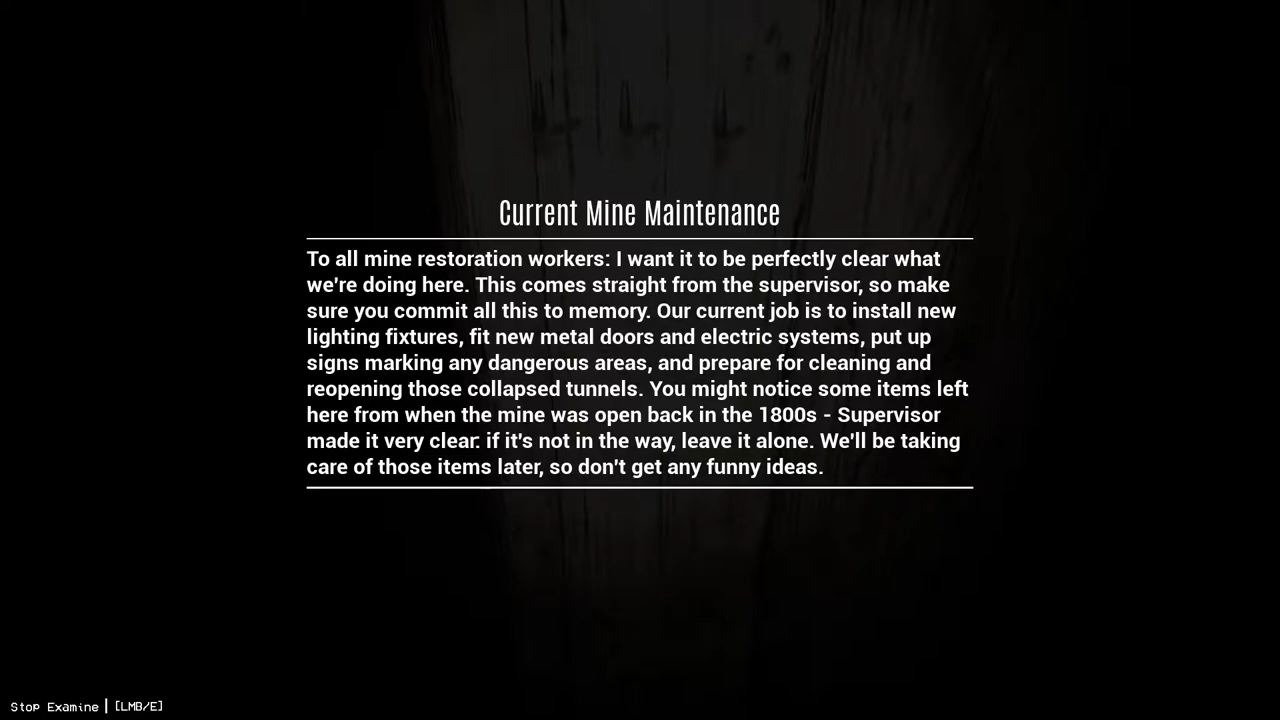 Current Mine Maintenance
To all mine restoration workers: I want it to be perfectly clear what
we're doing here. This comes straight from the supervisor, so make
sure you commit all this to memory. Our current job is to install new
lighting fixtures, fit new metal doors and electric systems, put up
signs marking any dangerous areas, and prepare for cleaning and
reopening those collapsed tunnels. You might notice some items left
here from when the mine was open back in the 1800s - Supervisor
made it very clear: if it's not in the way, leave it alone. We'll be taking
care of those items later, so don't get any funny ideas.
Stop Examine | [LMB/E]